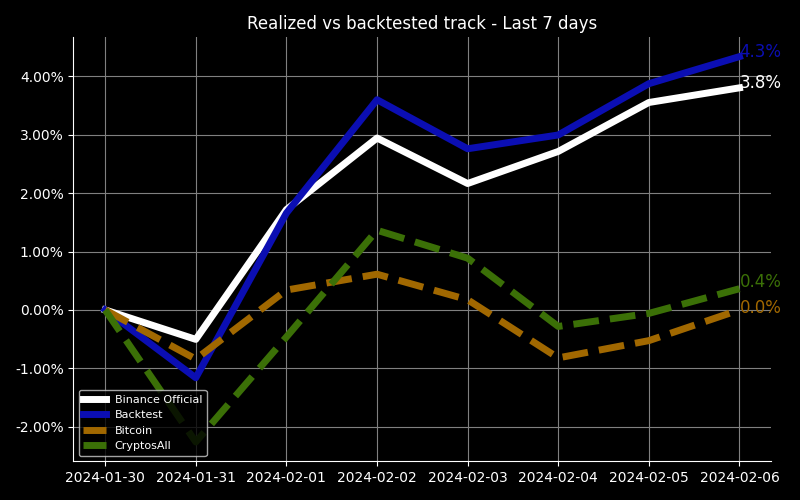 Realized vs backtested track - Last 7 days
4.3%
4.00%
3.8%
3.00%
2.00%
1.00%
0.4%
0.00%
0.0%
-1.00%
-2.00%
Binance Official
Backtest
Bitcoin
CryptosAll
2024-01-30 2024-01-31 2024-02-01 2024-02-02 2024-02-03 2024-02-04 2024-02-05 2024-02-06